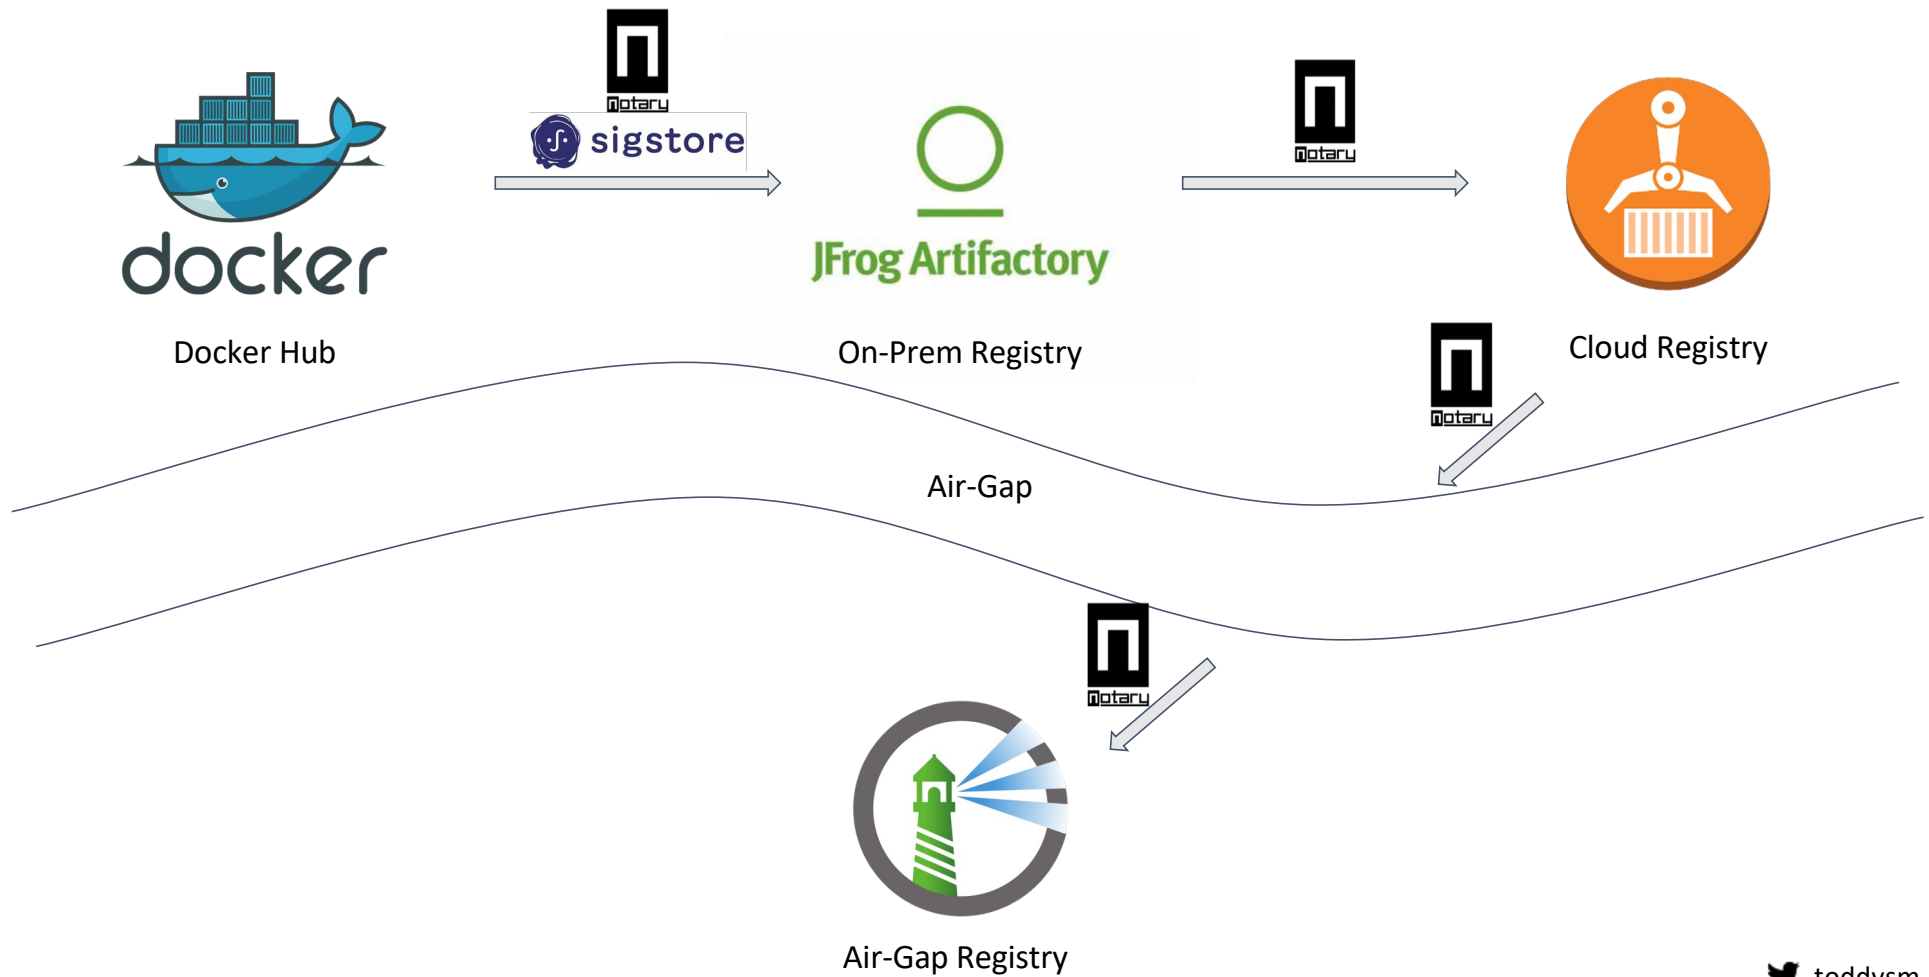 notary
sigstore
docker
Docker Hub
JFrog Artifactory
On-Prem Registry
notary
Cloud Registry
notary
Air-Gap
notary
Air-Gap Registry
toddysm